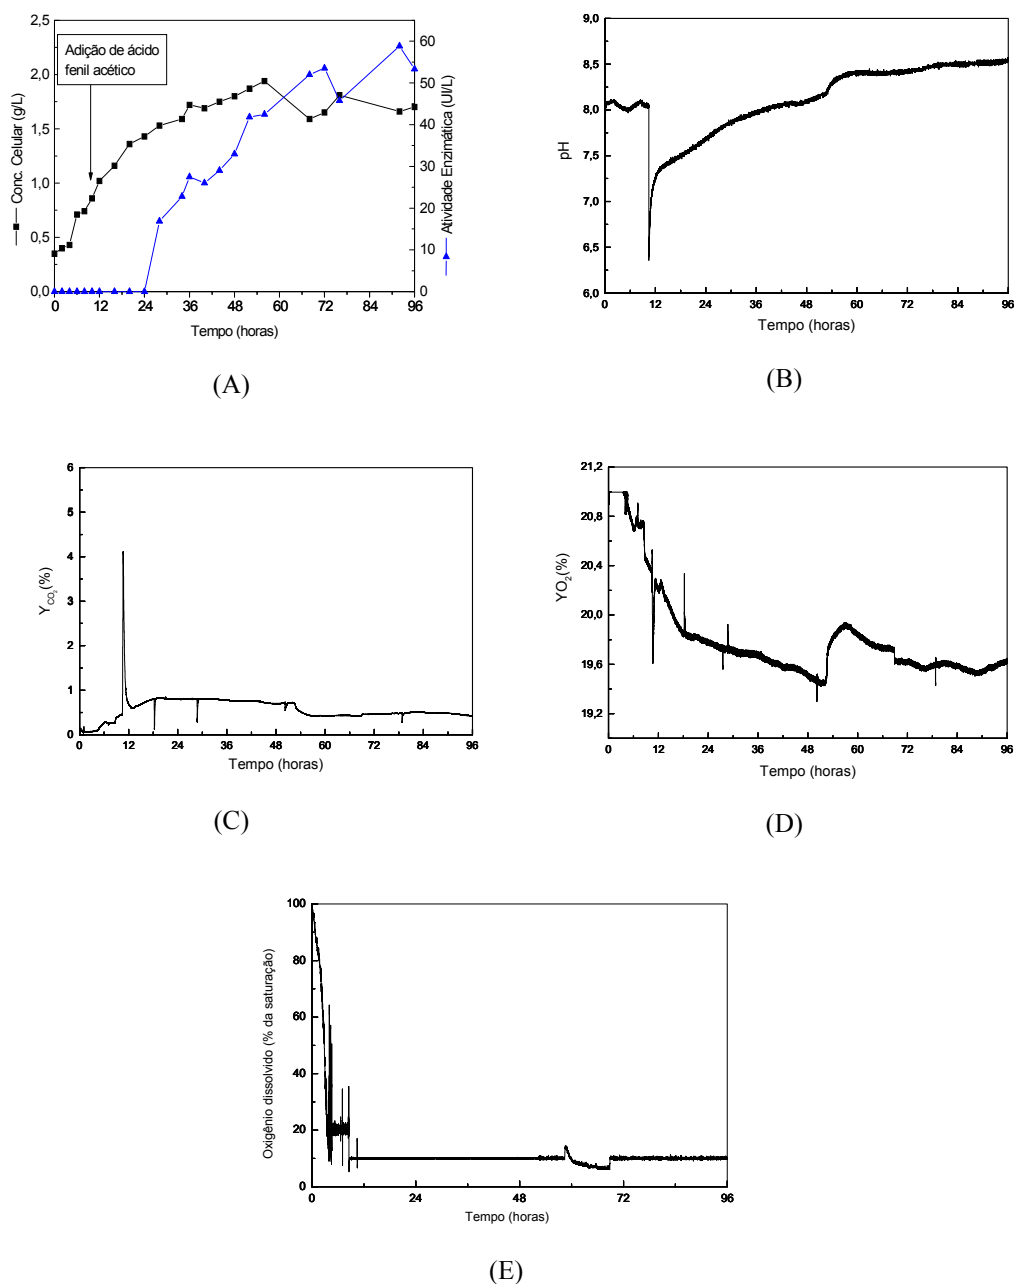 2,5
2,0
1,5
1,0
0,5
0,0
Conc. Celular (g/L)
Adição de ácido
fenil acético
60
50
40
30
20
10
0
Atividade Enzimática (UI/L)
0 12 24 36 48 60 72 84 96
Tempo (horas)
(A)
9,0
8,5
8,0
7,5
7,0
6,5
6,0
pH
0 12 24 36 48 60 72 84 96
Tempo (horas)
(B)
6
5
4
3
2
1
0
Y_CO₂ (%)
0 12 24 36 48 60 72 84 96
Tempo (horas)
(C)
21,2
20,8
20,4
20,0
19,6
19,2
YO₂ (%)
0 12 24 36 48 60 72 84 96
Tempo (horas)
(D)
100
80
60
40
20
0
Oxigênio dissolvido (% da saturação)
0 24 48 72 96
Tempo (horas)
(E)